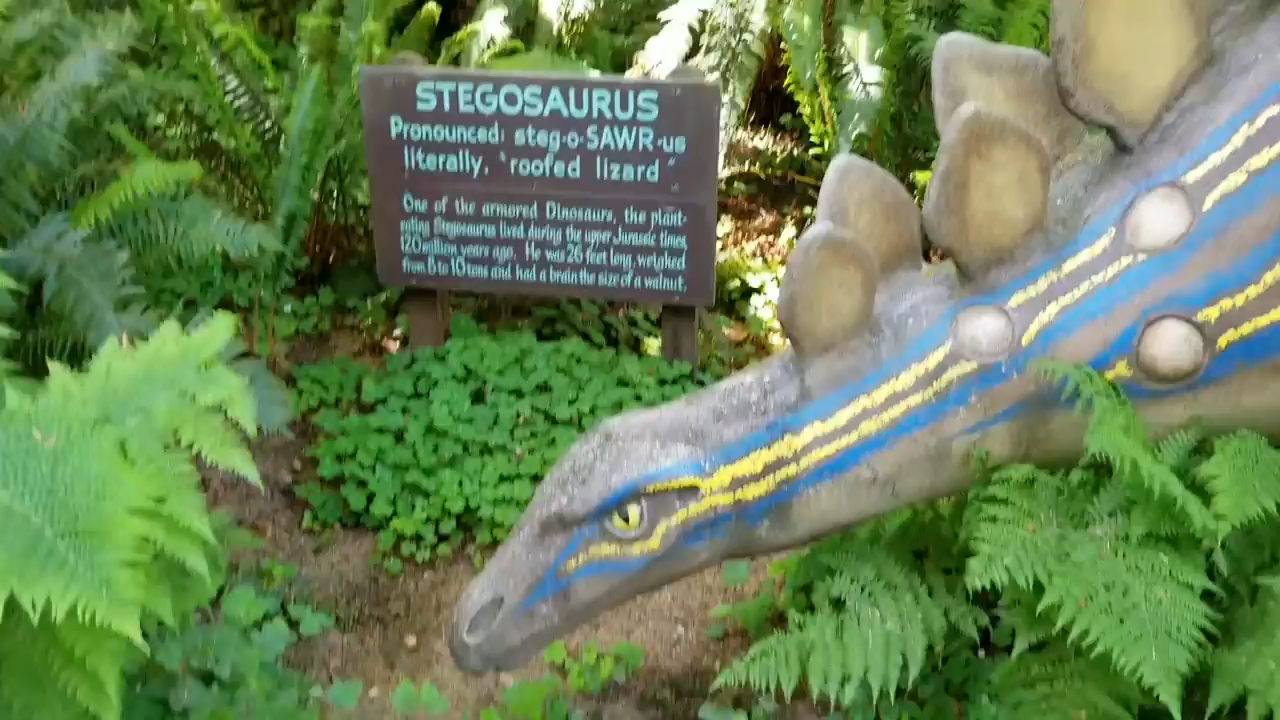 STEGOSAURUS
Pronounced: steg-o-SAWR-us
literally, "roofed lizard"
One of the armored Dinosaurs, the plant-
eating Stegosaurus lived during the upper Jurassic times,
120 million years ago. He was 26 feet long, weighed
from 8 to 10 tons and had a brain the size of a walnut.